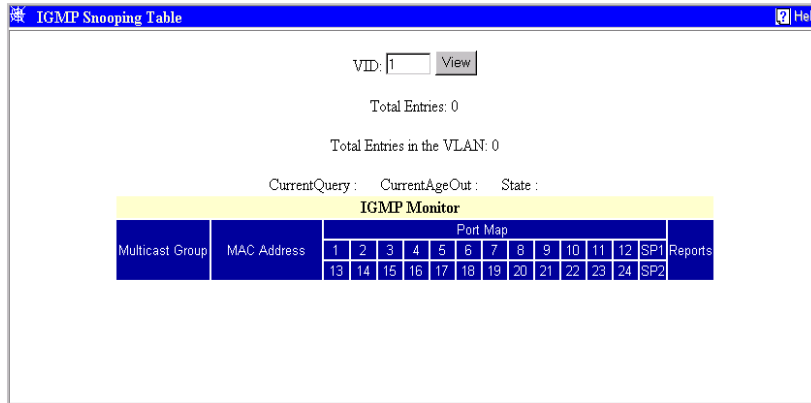 IGMP Snooping Table
? Hel
VID: 1 View
Total Entries: 0
Total Entries in the VLAN: 0
CurrentQuery : CurrentAgeOut : State :
IGMP Monitor
Multicast Group MAC Address Port Map Reports
1 2 3 4 5 6 7 8 9 10 11 12 SP1
13 14 15 16 17 18 19 20 21 22 23 24 SP2